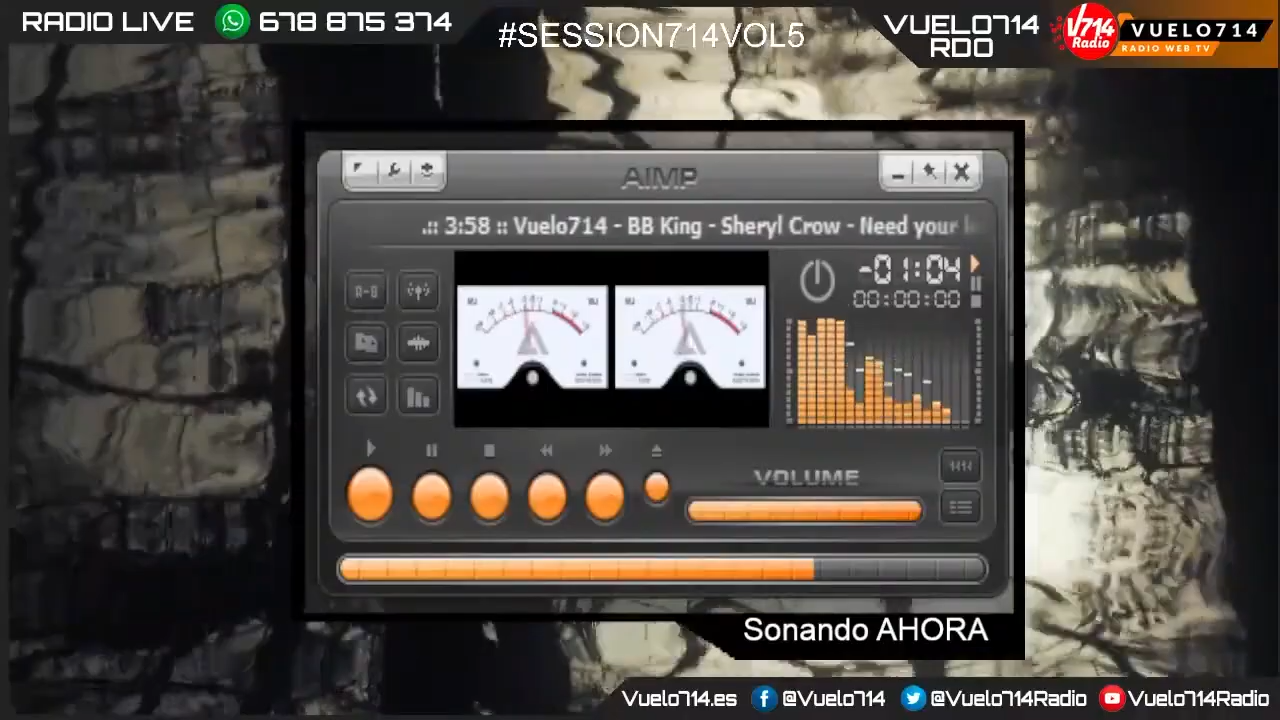 RADIO LIVE 678 875 374
#SESSION714VOL5
VUELO714
RDO
V714
Radio
VUELO714
RADIO WEB TV
AIMP
.:: 3:58 :: Vuelo714 - BB King - Sheryl Crow - Need your
A-B
-01:04
00:00:00
VOLUME
Sonando AHORA
Vuelo714.es @Vuelo714 @Vuelo714Radio Vuelo714Radio